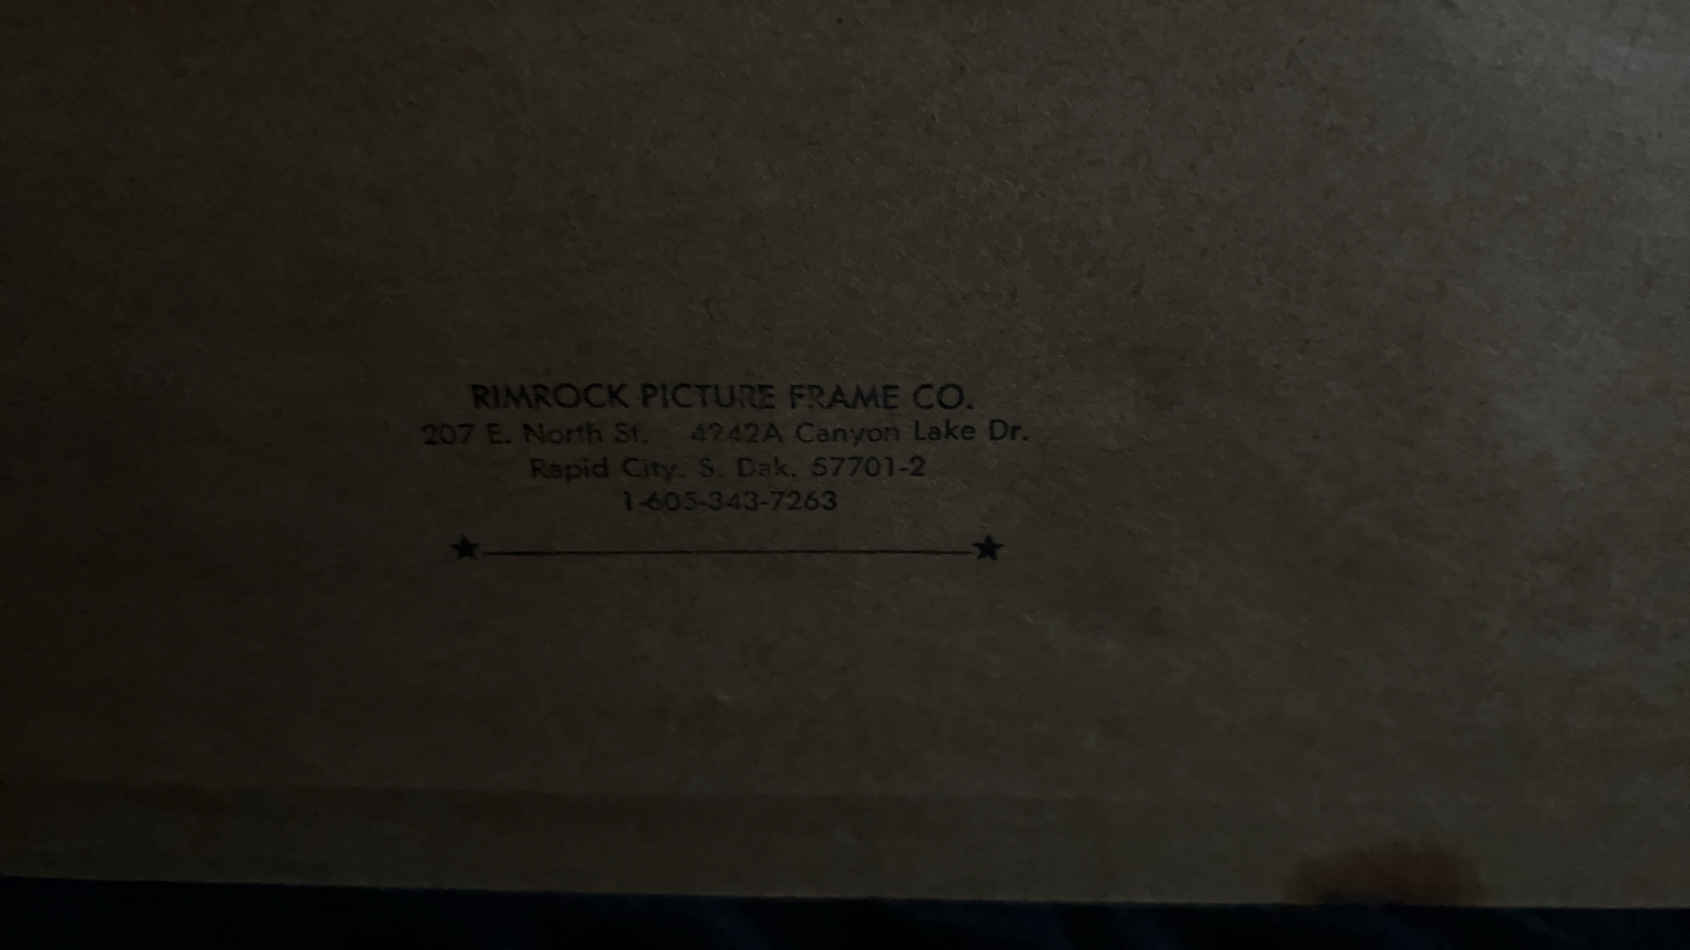 RIMROCK PICTURE FRAME CO.
207 E. North St. 4242A Canyon Lake Dr.
Rapid City, S. Dak. 57701-2
1-605-343-7263